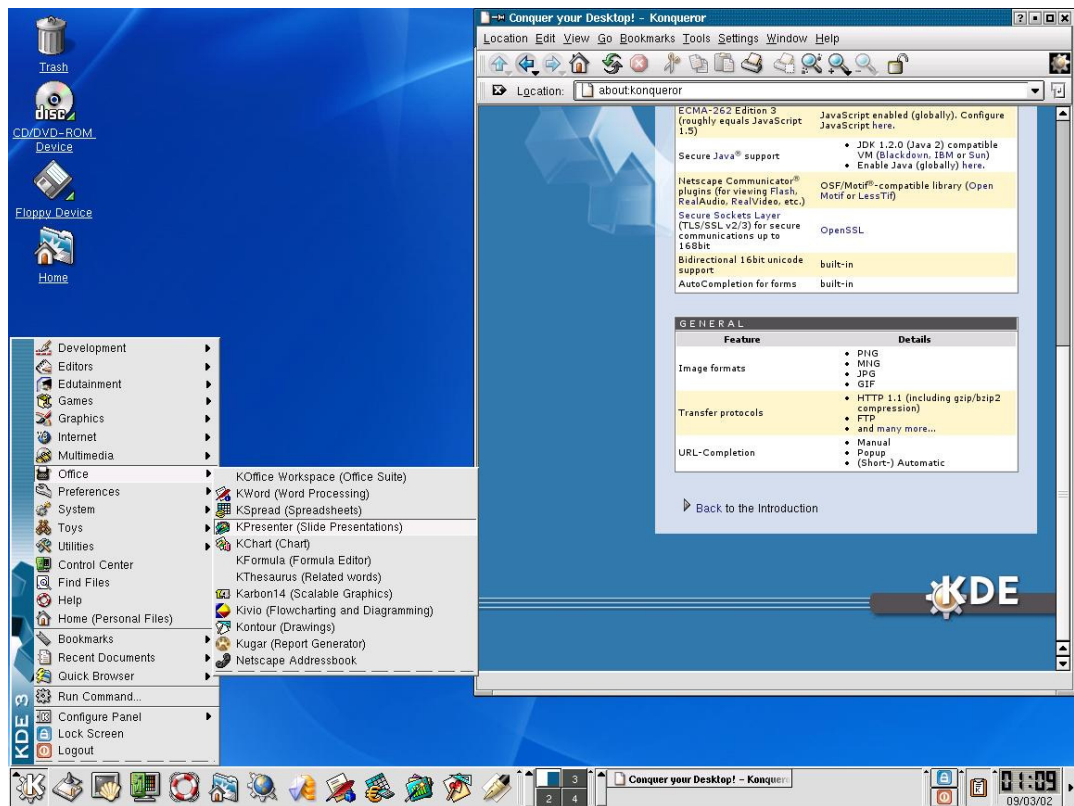 Trash
CD/DVD-ROM
Device
Floppy Device
Home
Conquer your Desktop! - Konqueror
Location Edit View Go Bookmarks Tools Settings Window Help
Location: about:konqueror
ECMA-262 Edition 3
(roughly equals JavaScript
1.5)
JavaScript enabled (globally). Configure
JavaScript here.
Secure Java® support
• JDK 1.2.0 (Java 2) compatible
VM (Blackdown, IBM or Sun)
• Enable Java (globally) here.
Netscape Communicator®
plugins (for viewing Flash,
RealAudio, RealVideo, etc.)
OSF/Motif®-compatible library (Open
Motif or LessTif)
Secure Sockets Layer
(TLS/SSL v2/3) for secure
communications up to
168bit
OpenSSL
Bidirectional 16bit unicode
support
built-in
AutoCompletion for forms
built-in
GENERAL
Feature Details
Image formats
• PNG
• MNG
• JPG
• GIF
Transfer protocols
• HTTP 1.1 (including gzip/bzip2
compression)
• FTP
• and many more...
URL-Completion
• Manual
• Popup
• (Short-) Automatic
Back to the Introduction
KDE
Development
Editors
Edutainment
Games
Graphics
Internet
Multimedia
Office
Preferences
System
Toys
Utilities
Control Center
Find Files
Help
Home (Personal Files)
Bookmarks
Recent Documents
Quick Browser
Run Command...
Configure Panel
Lock Screen
Logout
KDE 3
KOffice Workspace (Office Suite)
KWord (Word Processing)
KSpread (Spreadsheets)
KPresenter (Slide Presentations)
KChart (Chart)
KFormula (Formula Editor)
KThesaurus (Related words)
Karbon14 (Scalable Graphics)
Kivio (Flowcharting and Diagramming)
Kontour (Drawings)
Kugar (Report Generator)
Netscape Addressbook
3
2 4
Conquer your Desktop! - Konquer
01:09
09/03/02